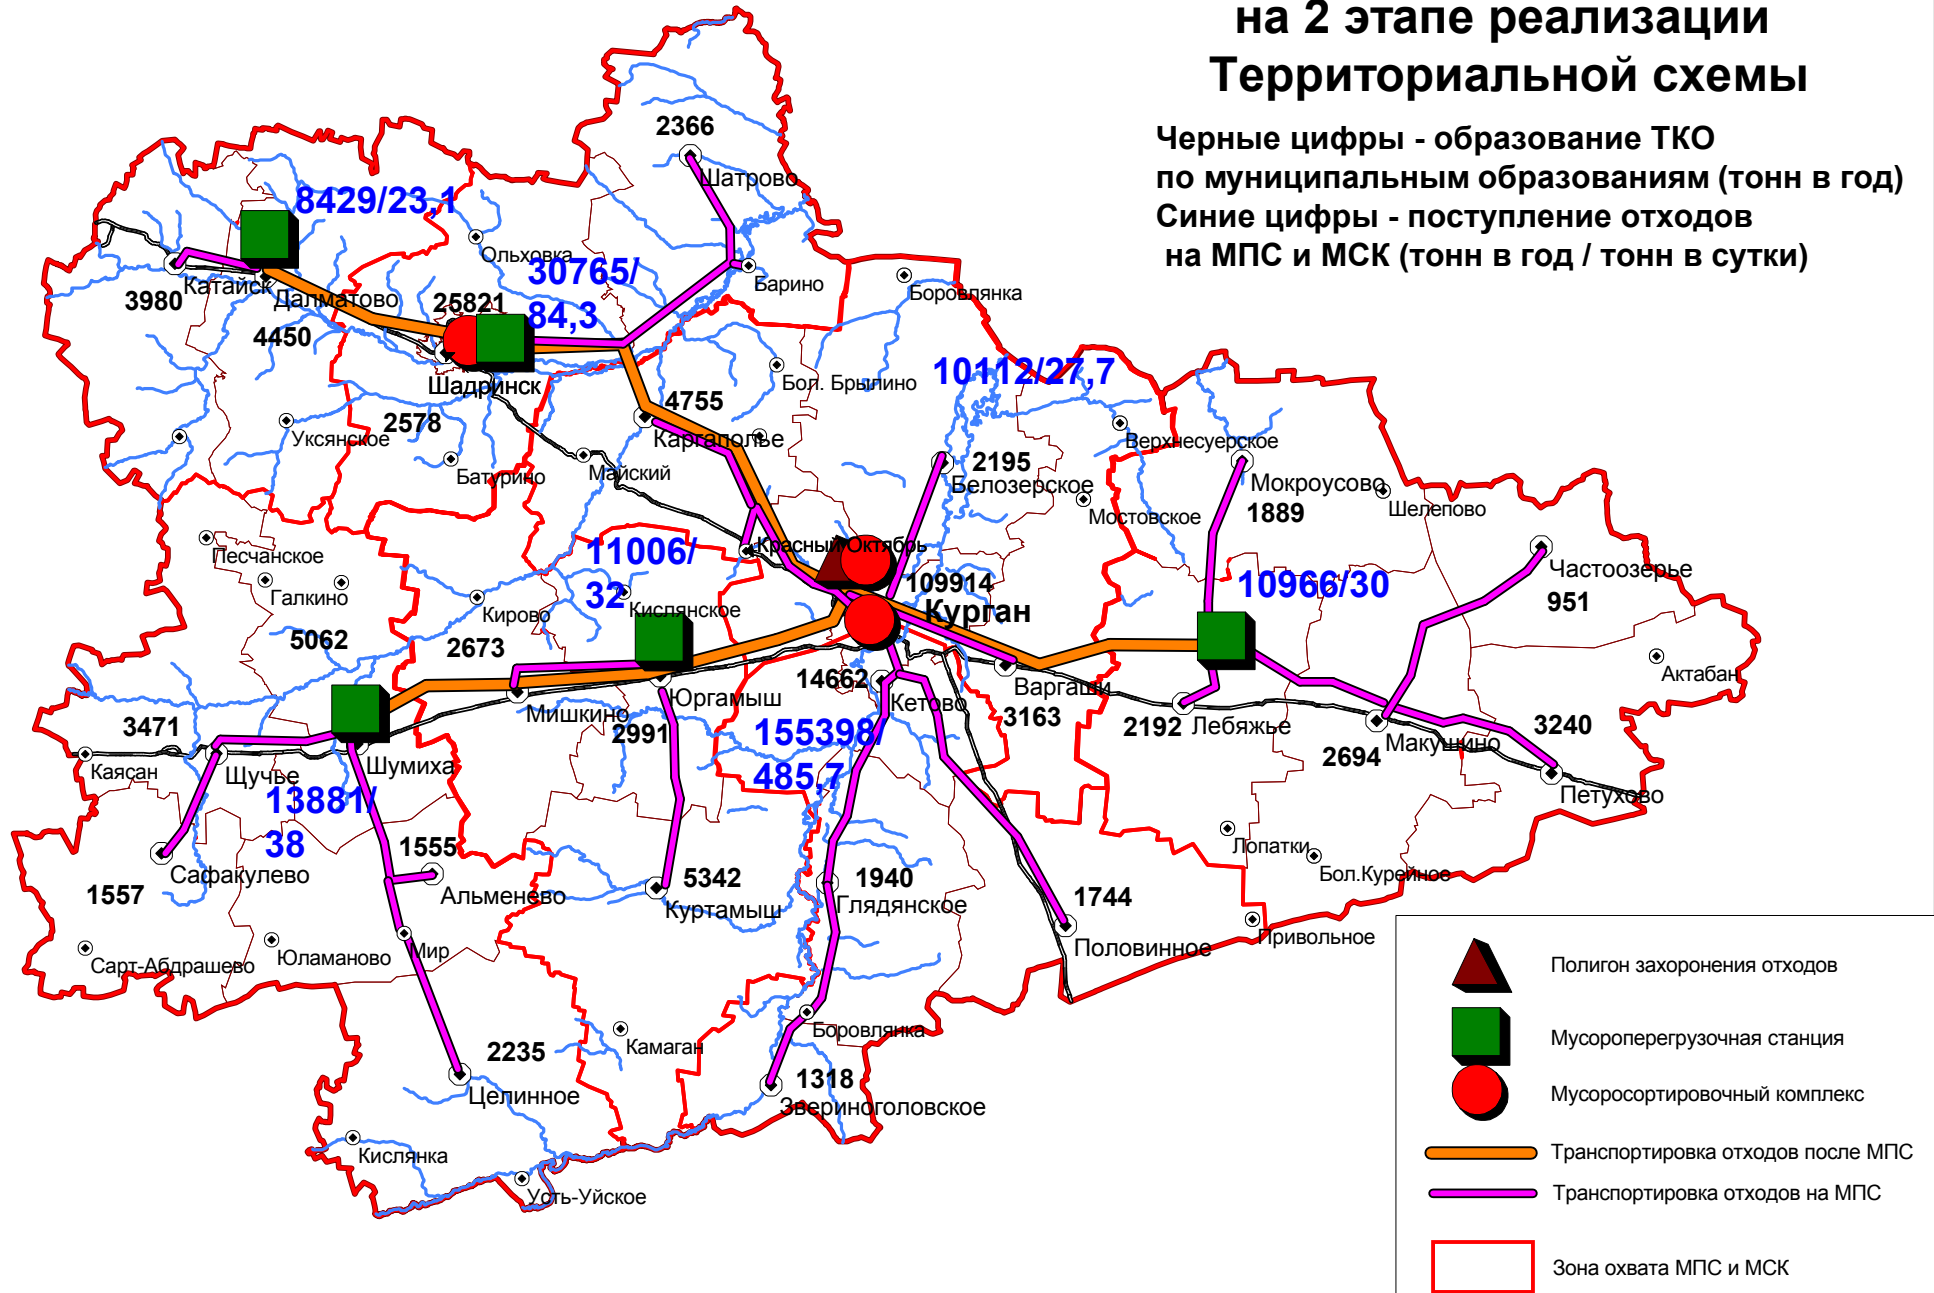 на 2 этапе реализации
Территориальной схемы
Черные цифры - образование ТКО
по муниципальным образованиям (тонн в год)
Синие цифры - поступление отходов
на МПС и МСК (тонн в год / тонн в сутки)
2366
Шатрово
8429/23,1
Ольховка
30765/
84,3
Барино
Боровлянка
Катайск
3980
Далматово
4450
25821
Шадринск
2578
Уксянское
Батурино
4755
Каргаполье
Майский
Бол. Брылино
10112/27,7
2195
Белозерское
Верхнесуерское
Мостовское
Мокроусово
1889
Шелепово
Частоозерье
951
Актабан
Песчанское
Галкино
5062
Кирово
2673
11006/
32
Кислянское
Красный Октябрь
109914
Курган
10966/30
14662
Кетово
Варгаши
3163
2192
Лебяжье
2694
Макушино
3240
Петухово
Юргамыш
2991
Мишкино
155398/
485,7
3471
Каясан
Щучье
Шумиха
13881/
38
Сафакулево
1557
1555
Альменево
5342
Куртамыш
1940
Глядянское
1744
Половинное
Лопатки
Бол.Курейное
Привольное
Сарт-Абдрашево
Юламаново
Мир
2235
Целинное
Камаган
Боровлянка
1318
Звериноголовское
Кислянка
Усть-Уйское
Полигон захоронения отходов
Мусороперегрузочная станция
Мусоросортировочный комплекс
Транспортировка отходов после МПС
Транспортировка отходов на МПС
Зона охвата МПС и МСК